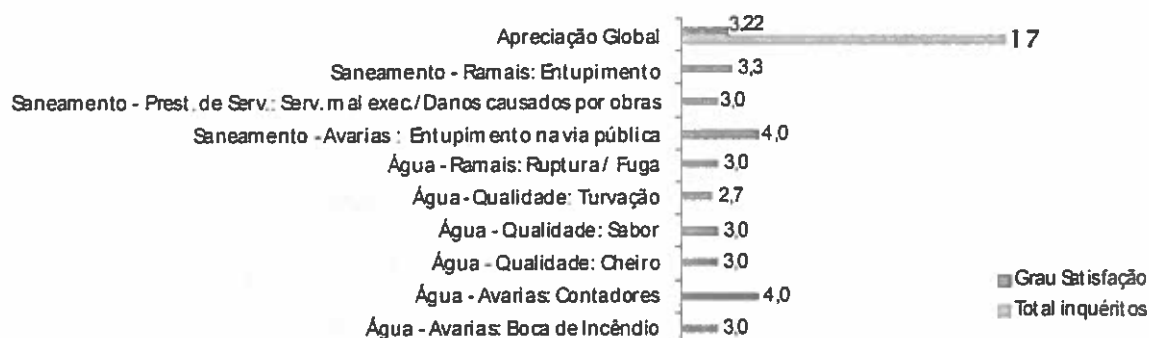 Apreciação Global 3,22
17
Saneamento - Ramais: Entupimento 3,3
Saneamento - Prest. de Serv.: Serv. mal exec./ Danos causados por obras 3,0
Saneamento - Avarias : Entupimento na via pública 4,0
Água - Ramais: Ruptura / Fuga 3,0
Água - Qualidade: Turvação 2,7
Água - Qualidade: Sabor 3,0
Água - Qualidade: Cheiro 3,0
Água - Avarias: Contadores 4,0
Água - Avarias: Boca de Incêndio 3,0
Grau Satisfação
Total inquéritos